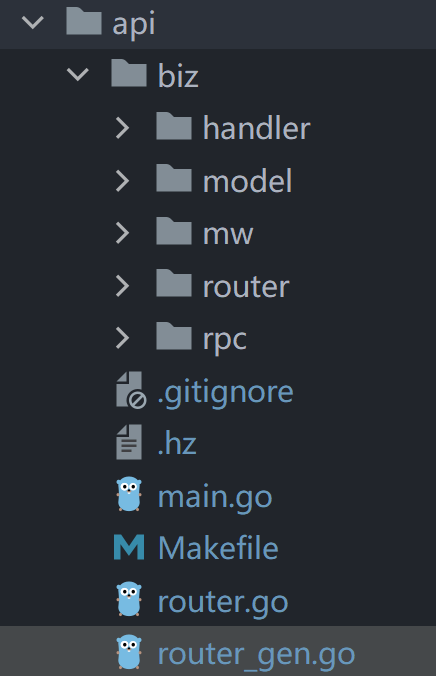 api
biz
handler
model
mw
router
rpc
.gitignore
.hz
main.go
Makefile
router.go
router_gen.go